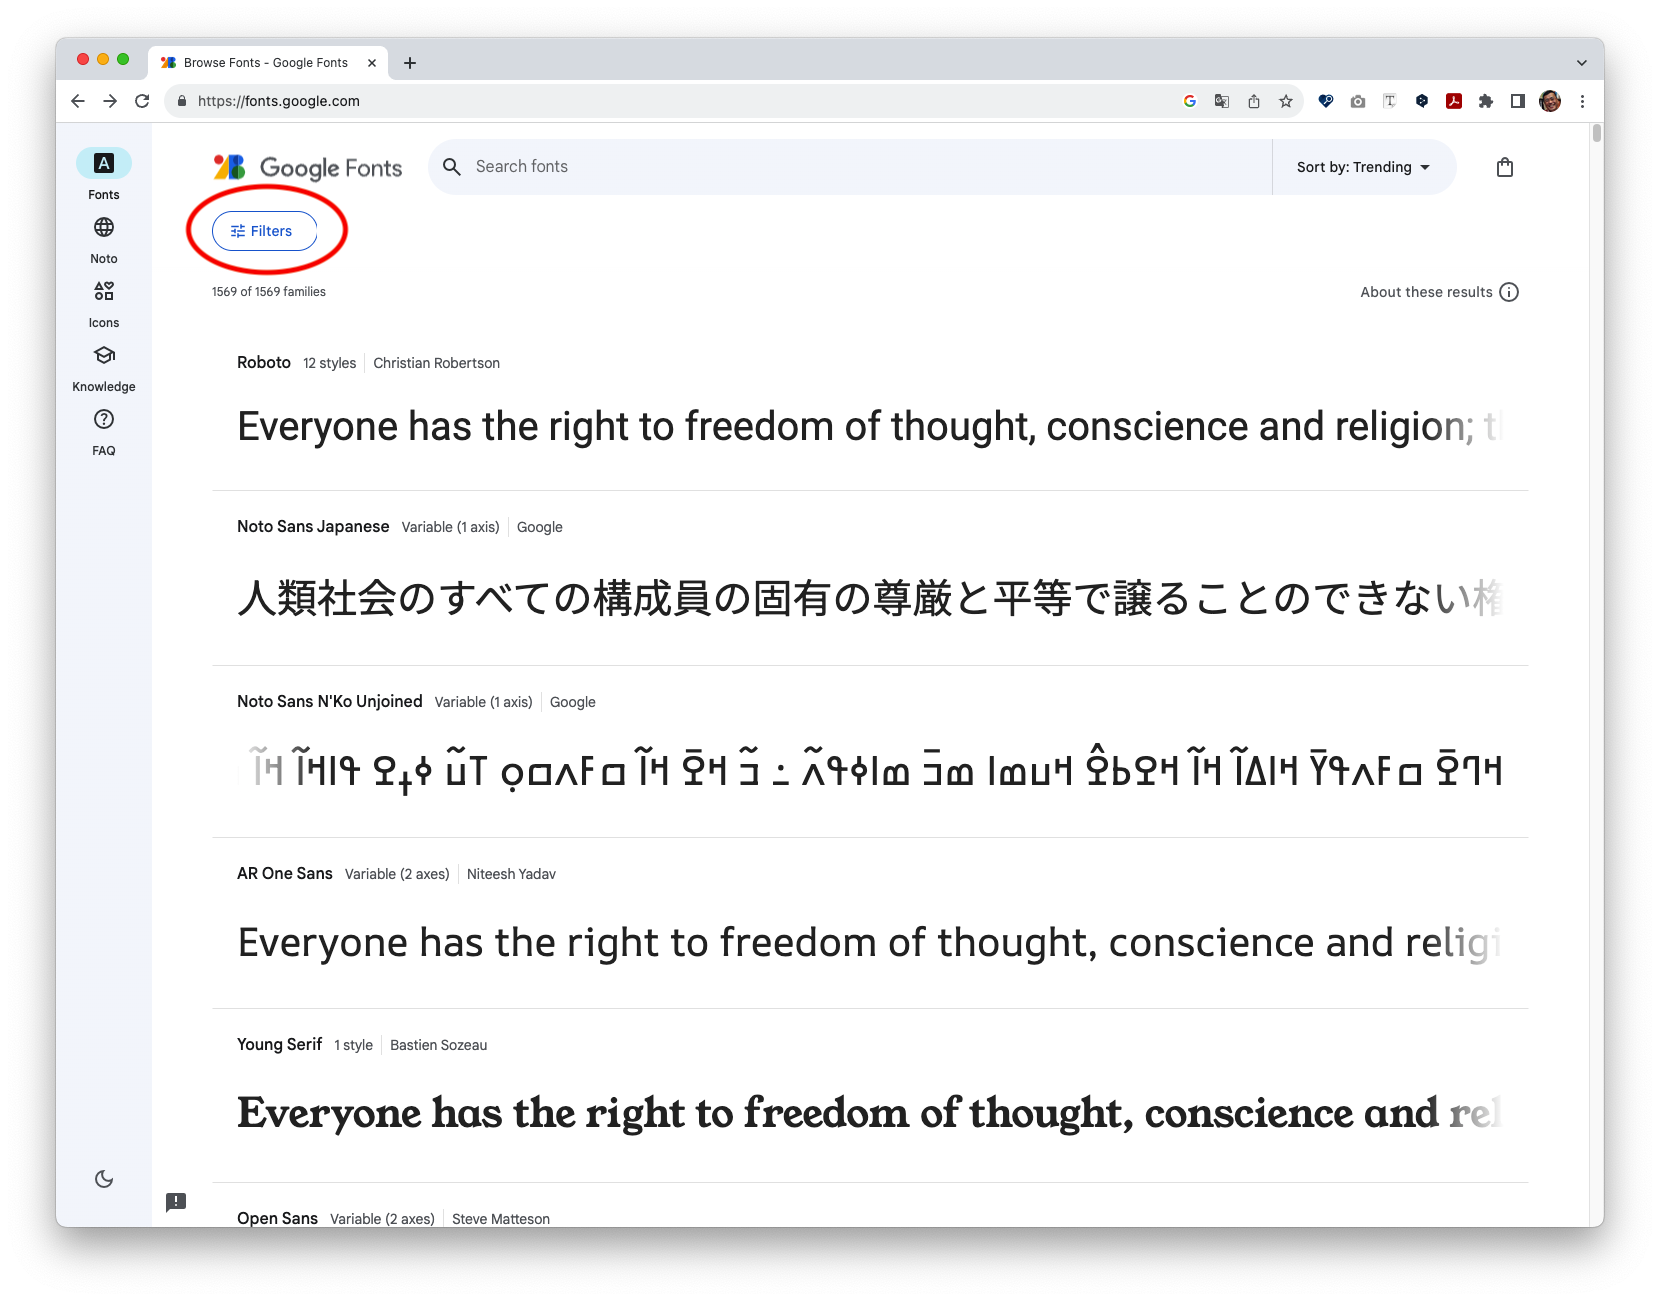 Browse Fonts - Google Fonts
https://fonts.google.com
A
Fonts
Noto
Icons
Knowledge
FAQ
Google Fonts
Search fonts
Sort by: Trending
Filters
1569 of 1569 families
About these results
Roboto 12 styles Christian Robertson
Everyone has the right to freedom of thought, conscience and religion;
Noto Sans Japanese Variable (1 axis) Google
人類社会のすべての構成員の固有の尊厳と平等で譲ることのできない権
Noto Sans N'Ko Unjoined Variable (1 axis) Google
AR One Sans Variable (2 axes) Niteesh Yadav
Everyone has the right to freedom of thought, conscience and religi
Young Serif 1 style Bastien Sozeau
Everyone has the right to freedom of thought, conscience and rel
Open Sans Variable (2 axes) Steve Matteson